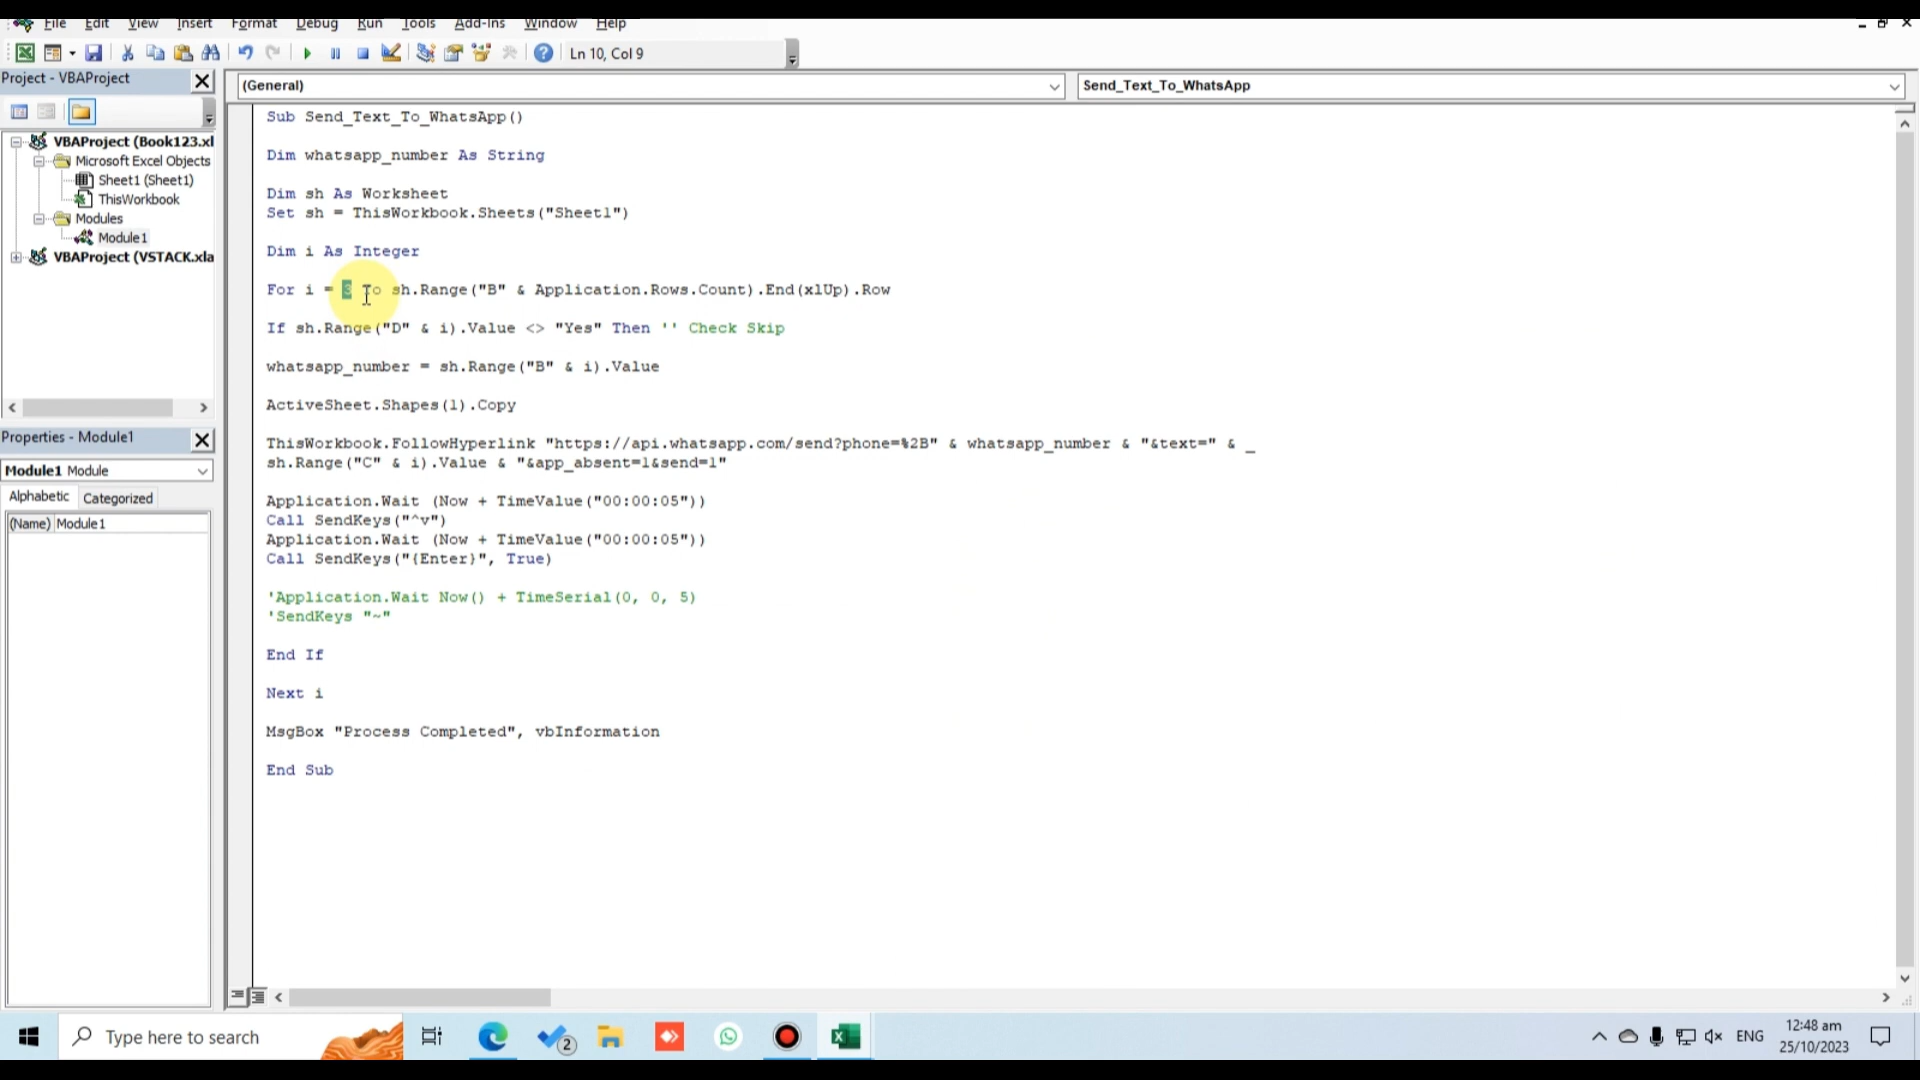 File Edit View Insert Format Debug Run Tools Add-Ins Window Help
Ln 10, Col 9
Project - VBAProject
(General)
Send_Text_To_WhatsApp
VBAProject (Book123.xl
Microsoft Excel Objects
Sheet1 (Sheet1)
ThisWorkbook
Modules
Module1
VBAProject (VSTACK.xla
Properties - Module1
Module1 Module
Alphabetic Categorized
(Name) Module1
Sub Send_Text_To_WhatsApp()
Dim whatsapp_number As String
Dim sh As Worksheet
Set sh = ThisWorkbook.Sheets("Sheet1")
Dim i As Integer
For i = 3 To sh.Range("B" & Application.Rows.Count).End(xlUp).Row
If sh.Range("D" & i).Value <> "Yes" Then '' Check Skip
whatsapp_number = sh.Range("B" & i).Value
ActiveSheet.Shapes(1).Copy
ThisWorkbook.FollowHyperlink "https://api.whatsapp.com/send?phone=%2B" & whatsapp_number & "&text=" & _
sh.Range("C" & i).Value & "&app_absent=1&send=1"
Application.Wait (Now + TimeValue("00:00:05"))
Call SendKeys("^v")
Application.Wait (Now + TimeValue("00:00:05"))
Call SendKeys("{Enter}", True)
'Application.Wait Now() + TimeSerial(0, 0, 5)
'SendKeys "~"
End If
Next i
MsgBox "Process Completed", vbInformation
End Sub
Type here to search
2
ENG
12:48 am
25/10/2023